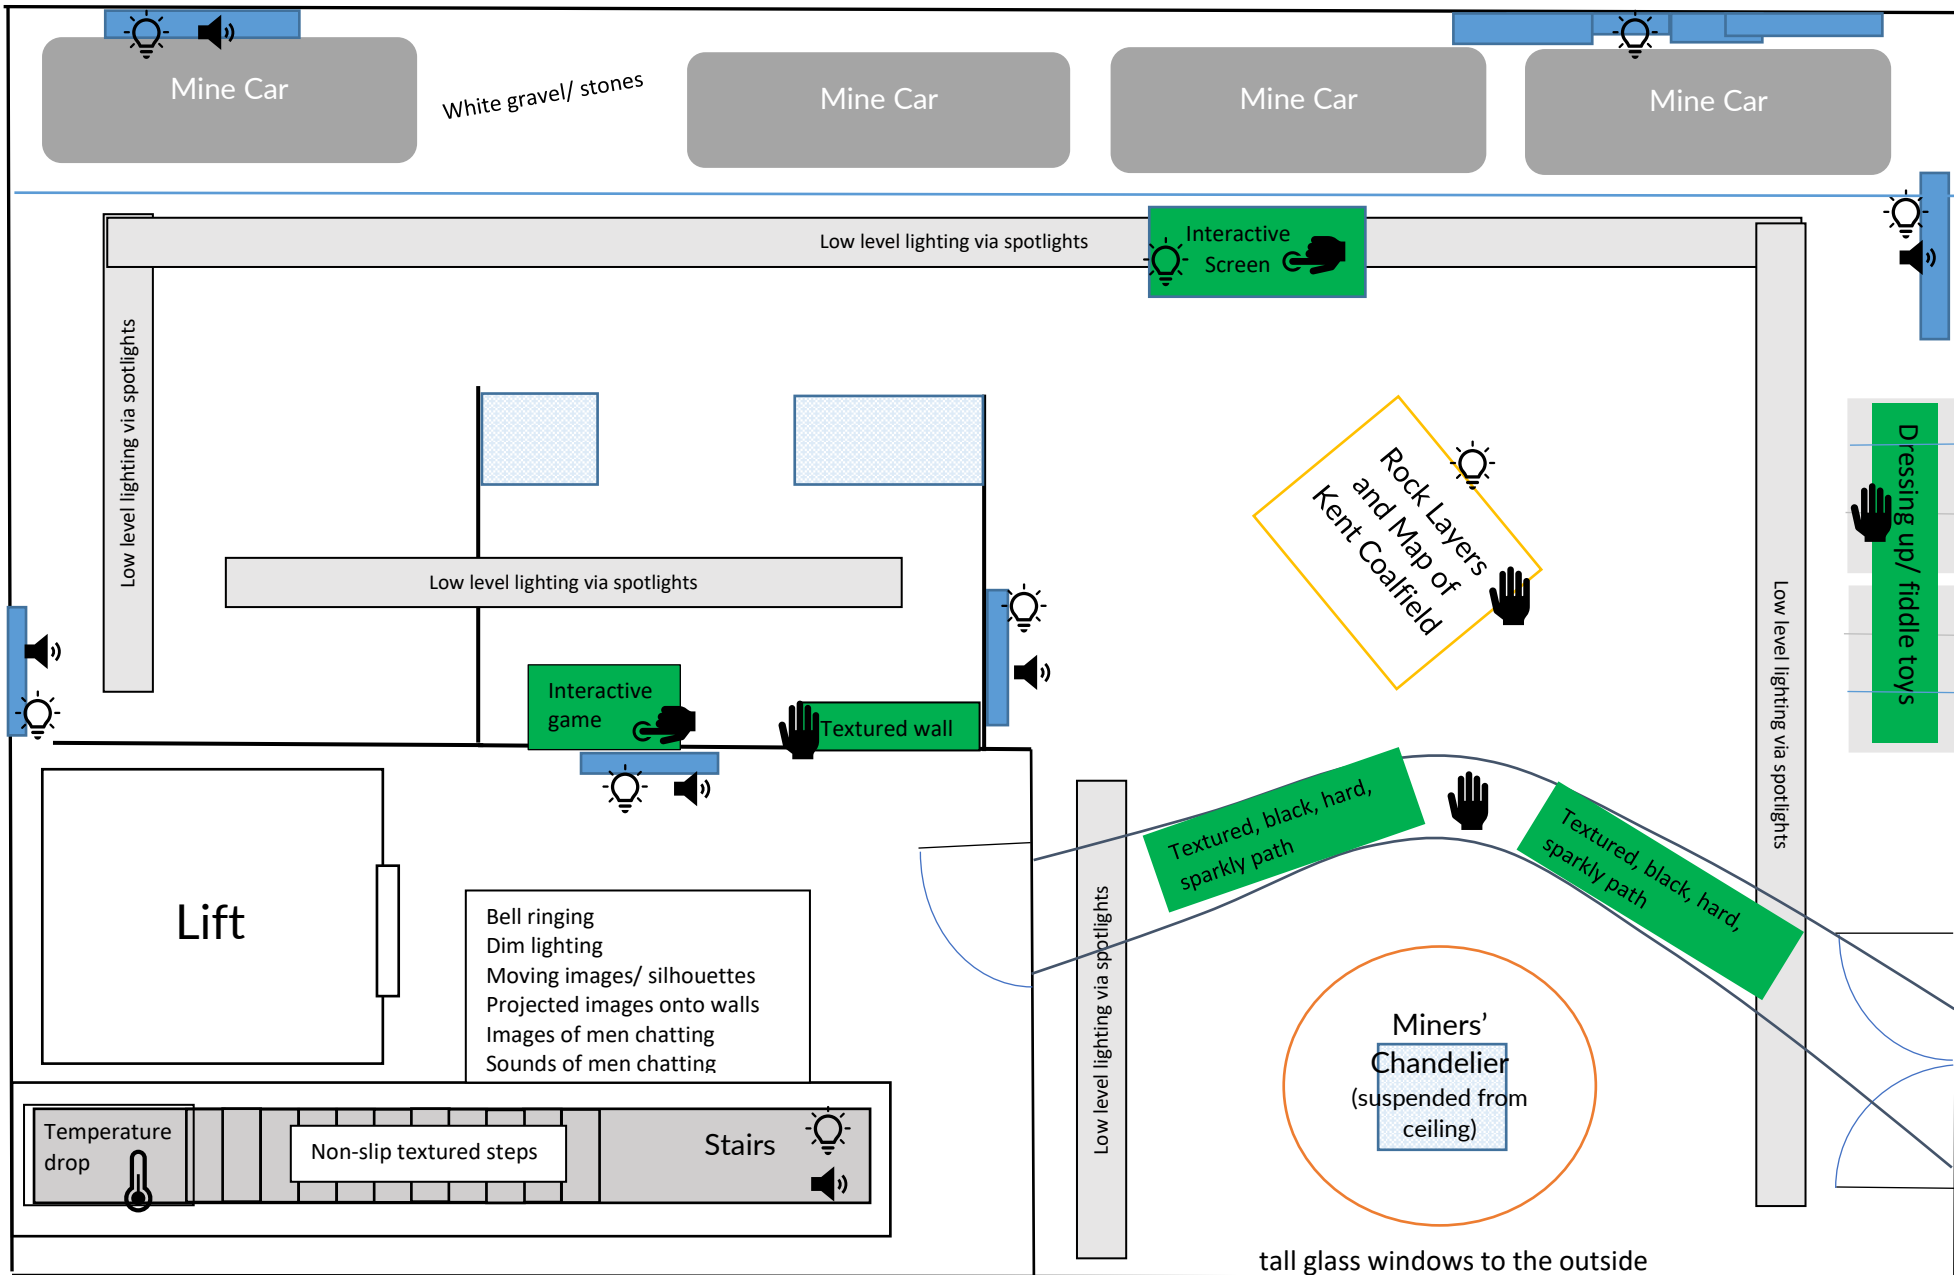 Mine Car
White gravel/ stones
Mine Car
Mine Car
Mine Car
Low level lighting via spotlights
Interactive
Screen
Low level lighting via spotlights
Rock Layers
and Map of
Kent Coalfield
Dressing up/ fiddle toys
Low level lighting via spotlights
Low level lighting via spotlights
Interactive
game
Textured wall
Textured, black, hard,
sparkly path
Textured, black, hard,
sparkly path
Lift
Bell ringing
Dim lighting
Moving images/ silhouettes
Projected images onto walls
Images of men chatting
Sounds of men chatting
Low level lighting via spotlights
Miners’
Chandelier
(suspended from
ceiling)
Temperature
drop
Non-slip textured steps
Stairs
tall glass windows to the outside